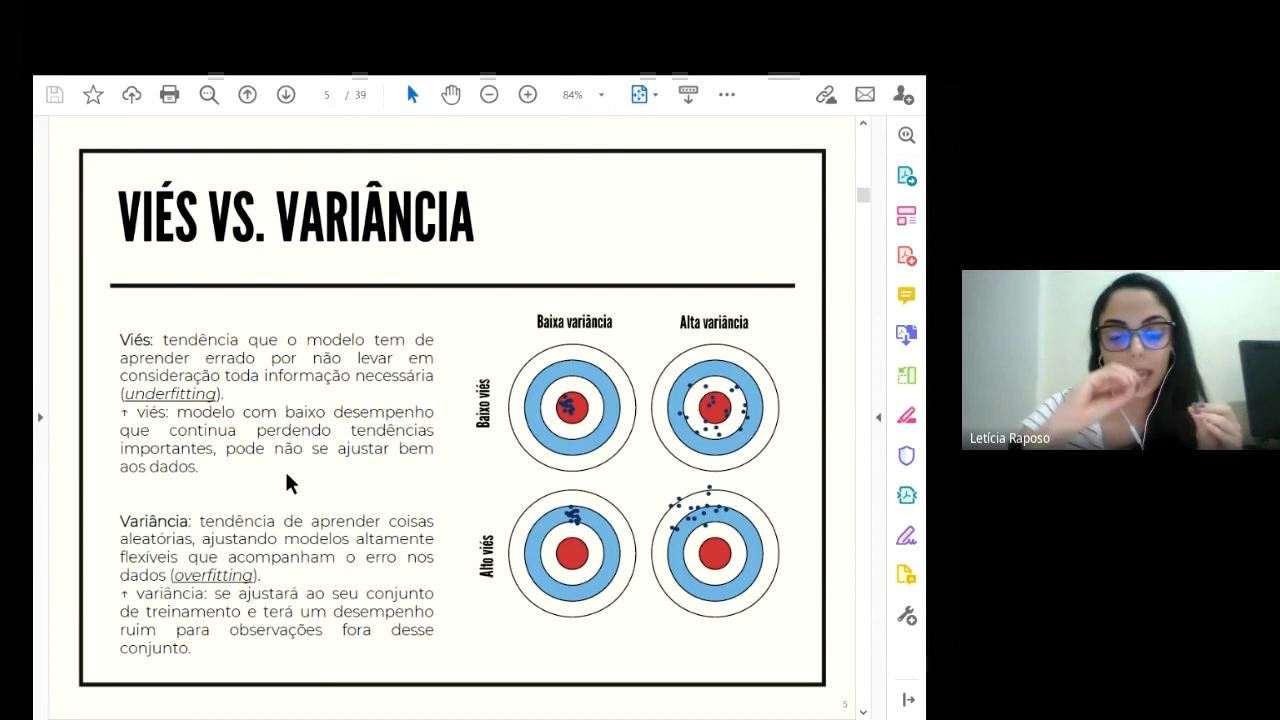 5 / 39
84%
VIÉS VS. VARIÂNCIA
Viés: tendência que o modelo tem de
aprender errado por não levar em
consideração toda informação necessária
(underfitting).
↑ viés: modelo com baixo desempenho
que continua perdendo tendências
importantes, pode não se ajustar bem
aos dados.
Variância: tendência de aprender coisas
aleatórias, ajustando modelos altamente
flexíveis que acompanham o erro nos
dados (overfitting).
↑ variância: se ajustará ao seu conjunto
de treinamento e terá um desempenho
ruim para observações fora desse
conjunto.
Baixa variância
Alta variância
Baixo viés
Alto viés
5
Letícia Raposo